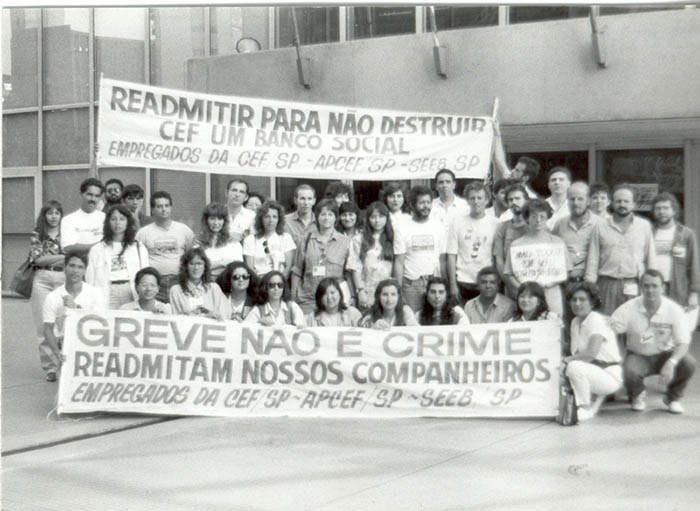 READMITIR PARA NÃO DESTRUIR
CEF UM BANCO SOCIAL
EMPREGADOS DA CEF/SP - APCEF/SP - SEEB SP
GREVE NÃO É CRIME
READMITAM NOSSOS COMPANHEIROS
EMPREGADOS DA CEF/SP - APCEF/SP - SEEB SP